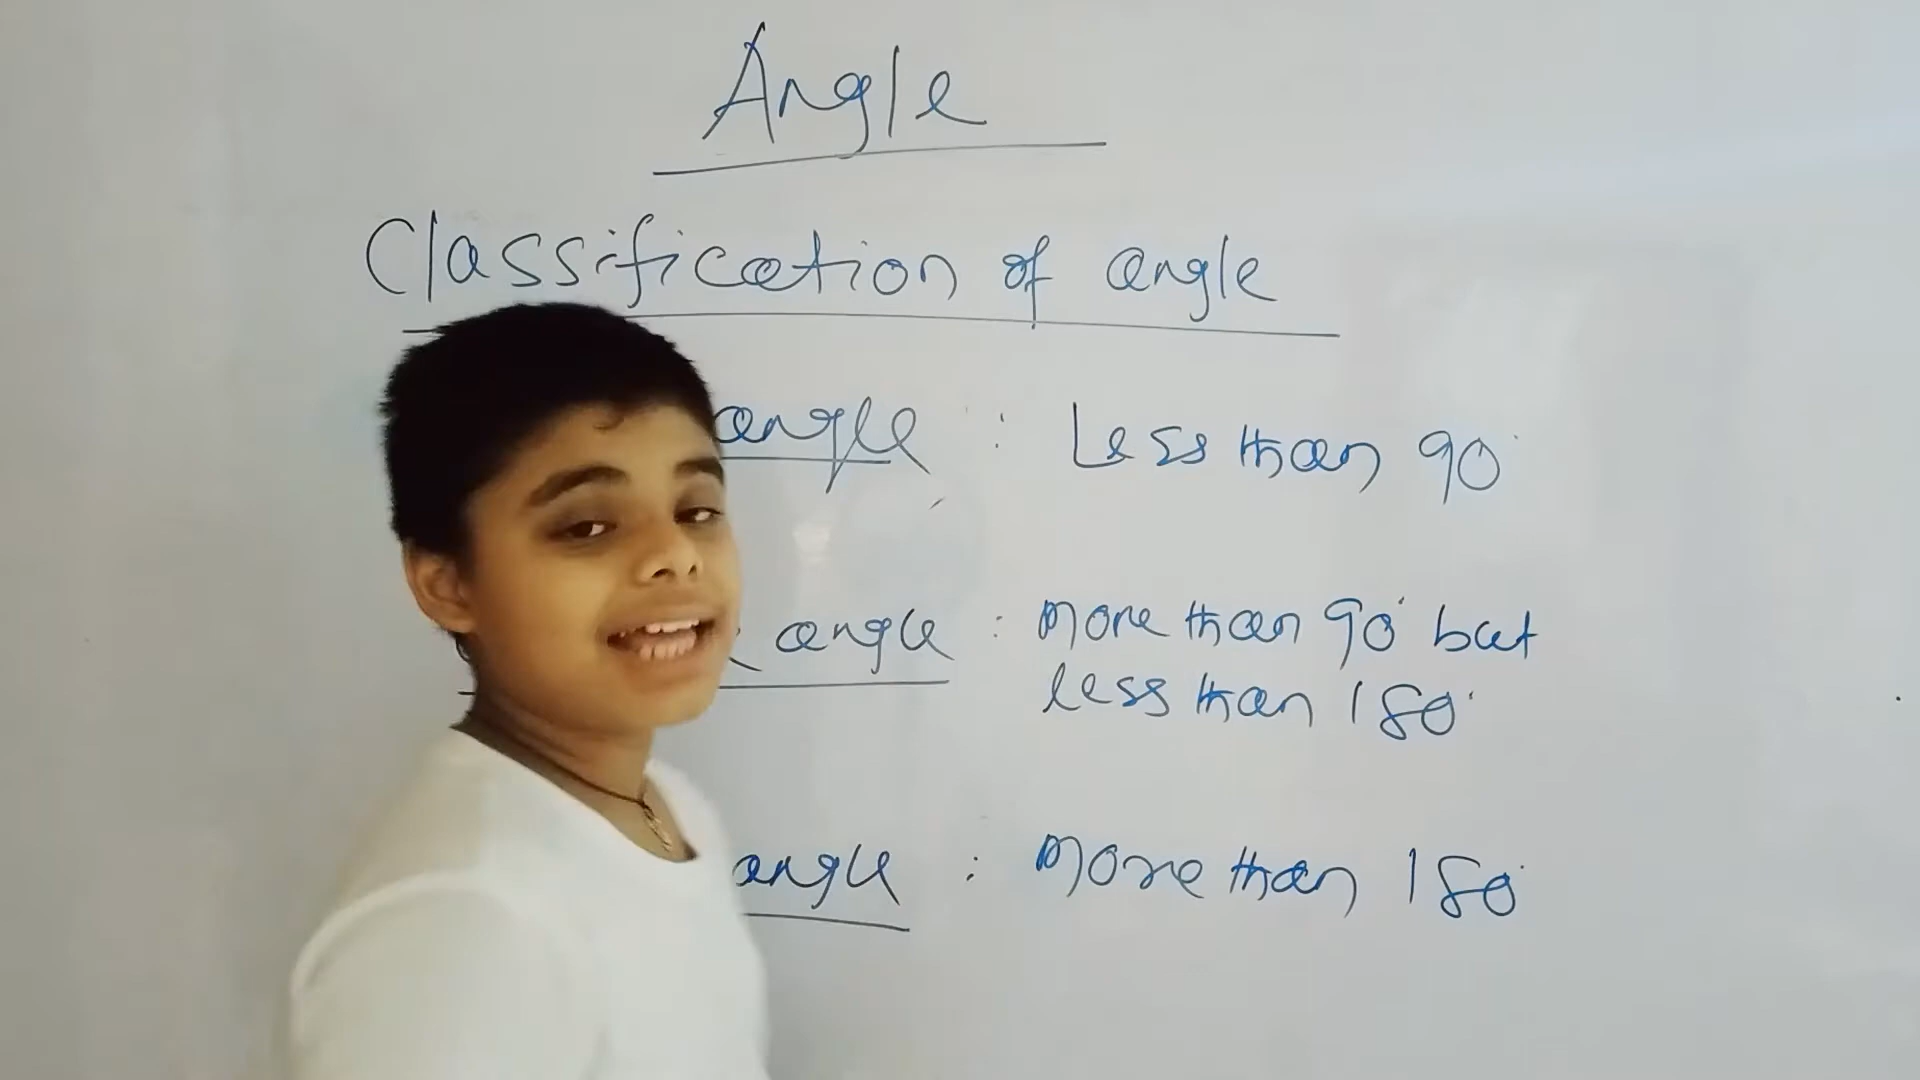 Angle
Classification of angle
angle : Less than 90°
angle : more than 90° but
less than 180°
angle : more than 180°